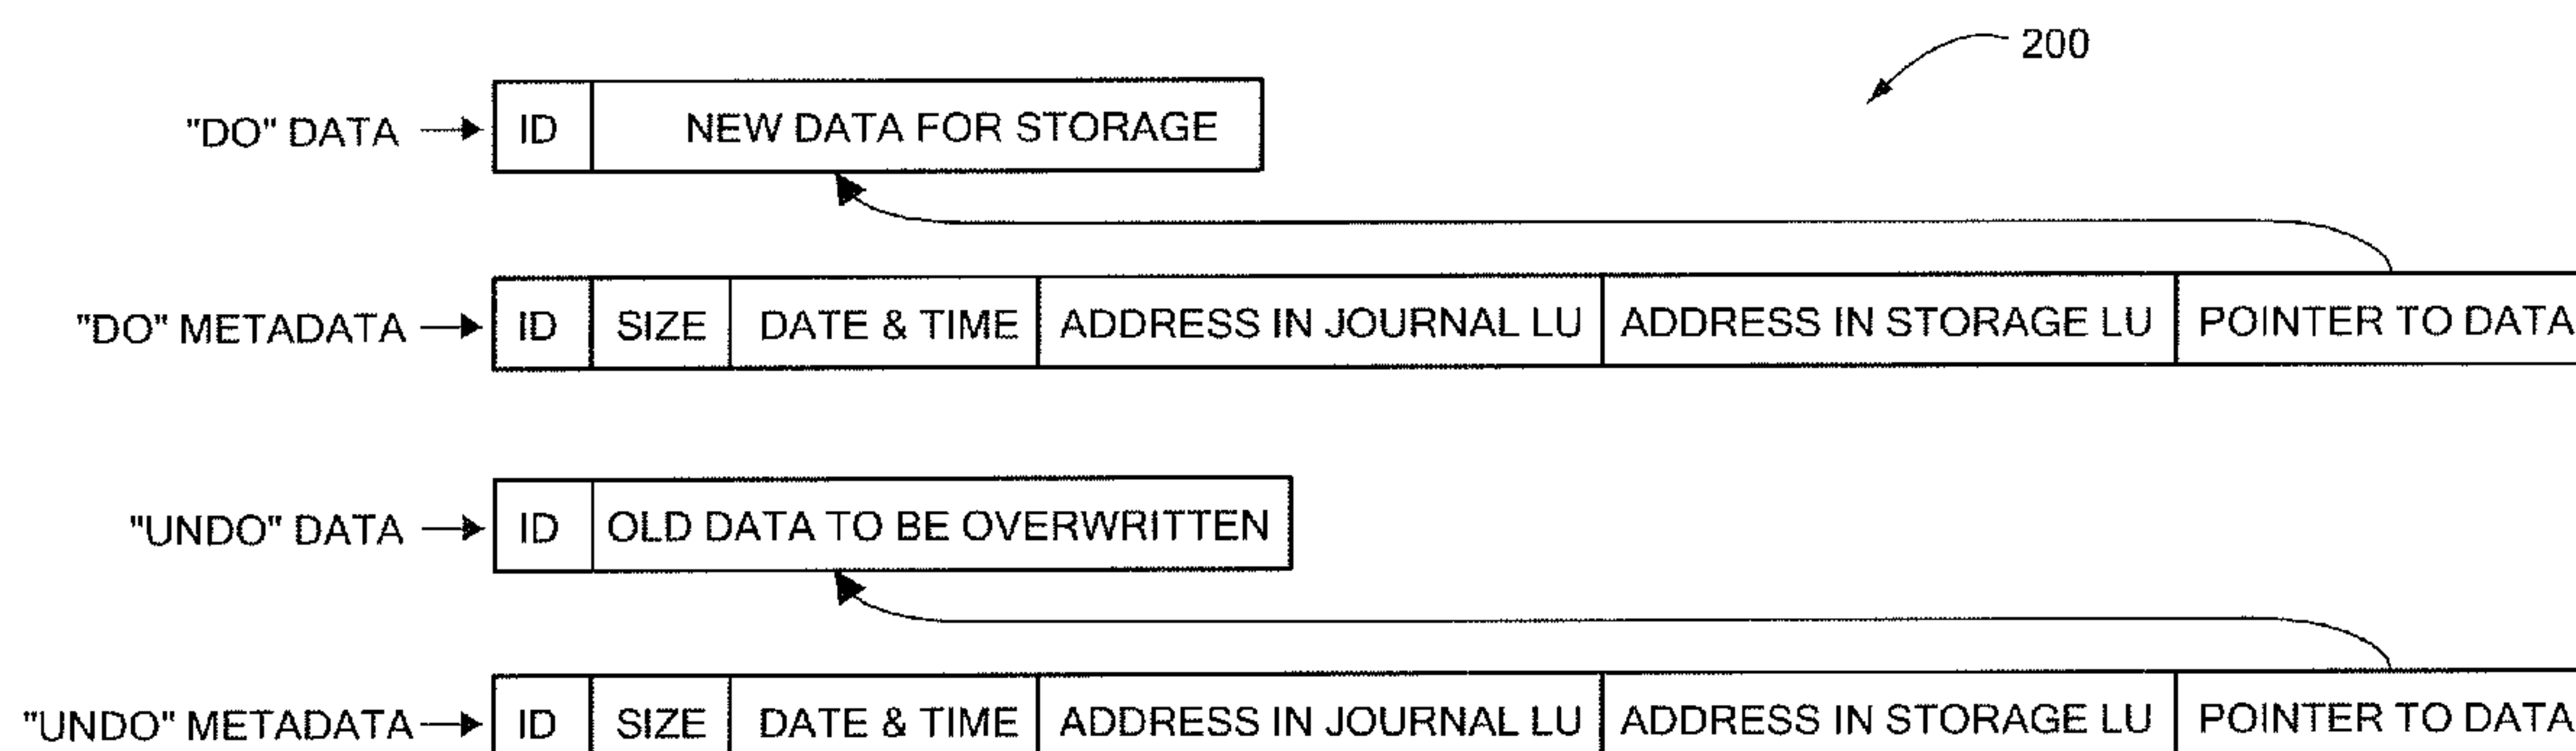 200
"DO" DATA ID NEW DATA FOR STORAGE
"DO" METADATA ID SIZE DATE & TIME ADDRESS IN JOURNAL LU ADDRESS IN STORAGE LU POINTER TO DATA
"UNDO" DATA ID OLD DATA TO BE OVERWRITTEN
"UNDO" METADATA ID SIZE DATE & TIME ADDRESS IN JOURNAL LU ADDRESS IN STORAGE LU POINTER TO DATA